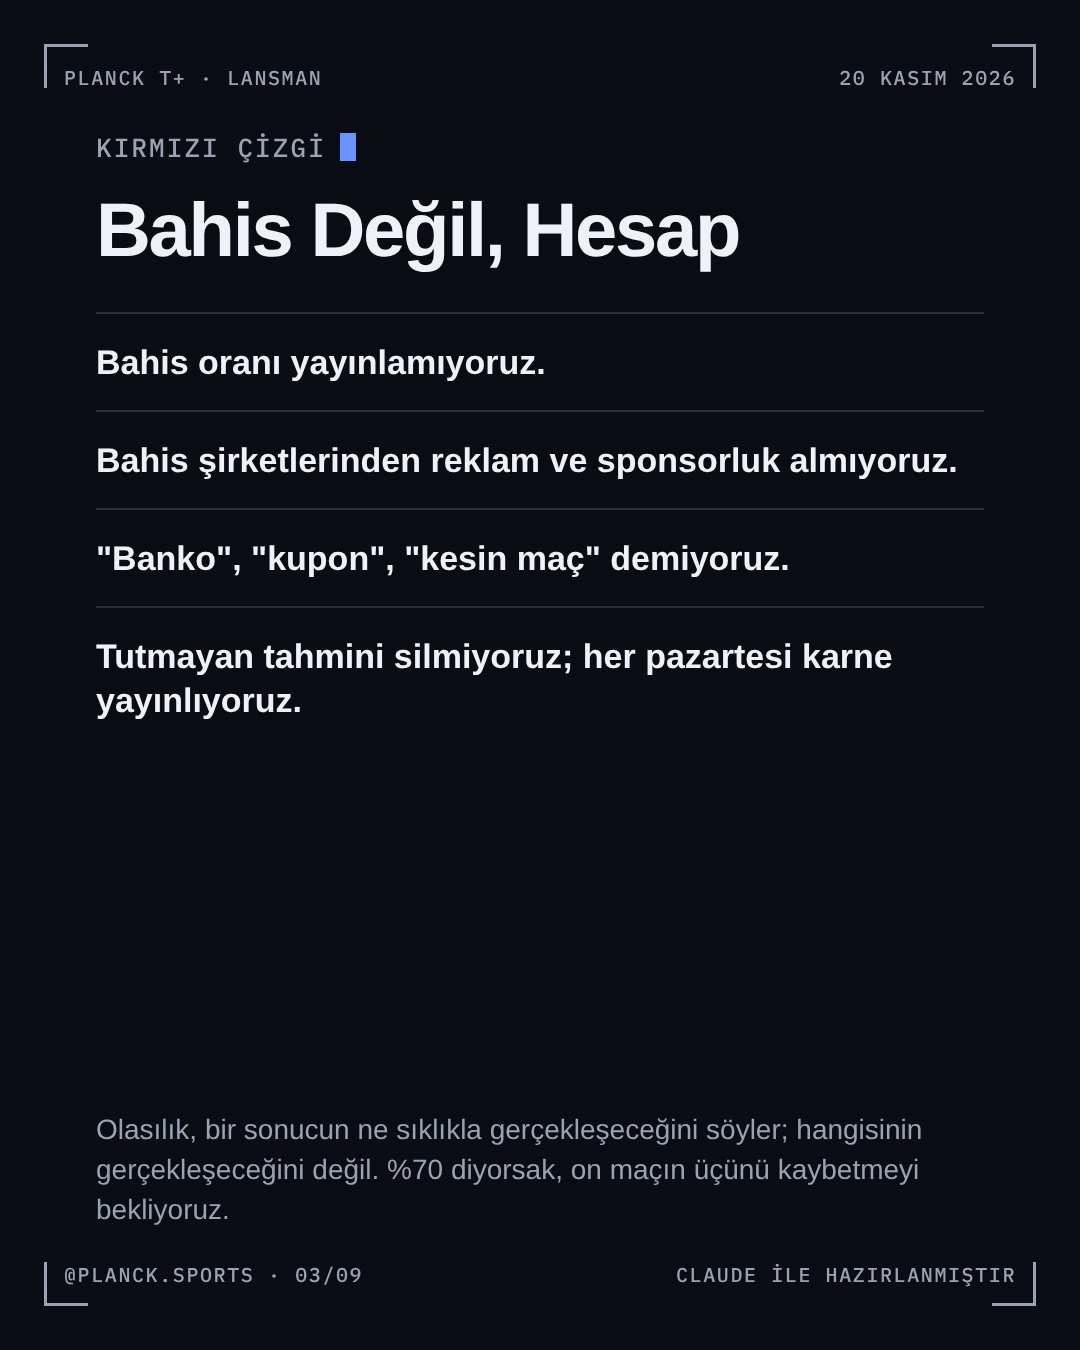 PLANCK T+ · LANSMAN
20 KASIM 2026
KIRMIZI ÇİZGİ
Bahis Değil, Hesap
Bahis oranı yayınlamıyoruz.
Bahis şirketlerinden reklam ve sponsorluk almıyoruz.
"Banko", "kupon", "kesin maç" demiyoruz.
Tutmayan tahmini silmiyoruz; her pazartesi karne
yayınlıyoruz.
Olasılık, bir sonucun ne sıklıkla gerçekleşeceğini söyler; hangisinin
gerçekleşeceğini değil. %70 diyorsak, on maçın üçünü kaybetmeyi
bekliyoruz.
@PLANCK.SPORTS · 03/09
CLAUDE İLE HAZIRLANMIŞTIR